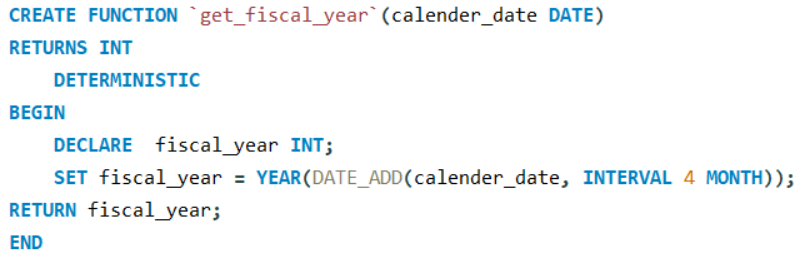 CREATE FUNCTION `get_fiscal_year`(calender_date DATE)
RETURNS INT
    DETERMINISTIC
BEGIN
    DECLARE  fiscal_year INT;
    SET fiscal_year = YEAR(DATE_ADD(calender_date, INTERVAL 4 MONTH));
RETURN fiscal_year;
END